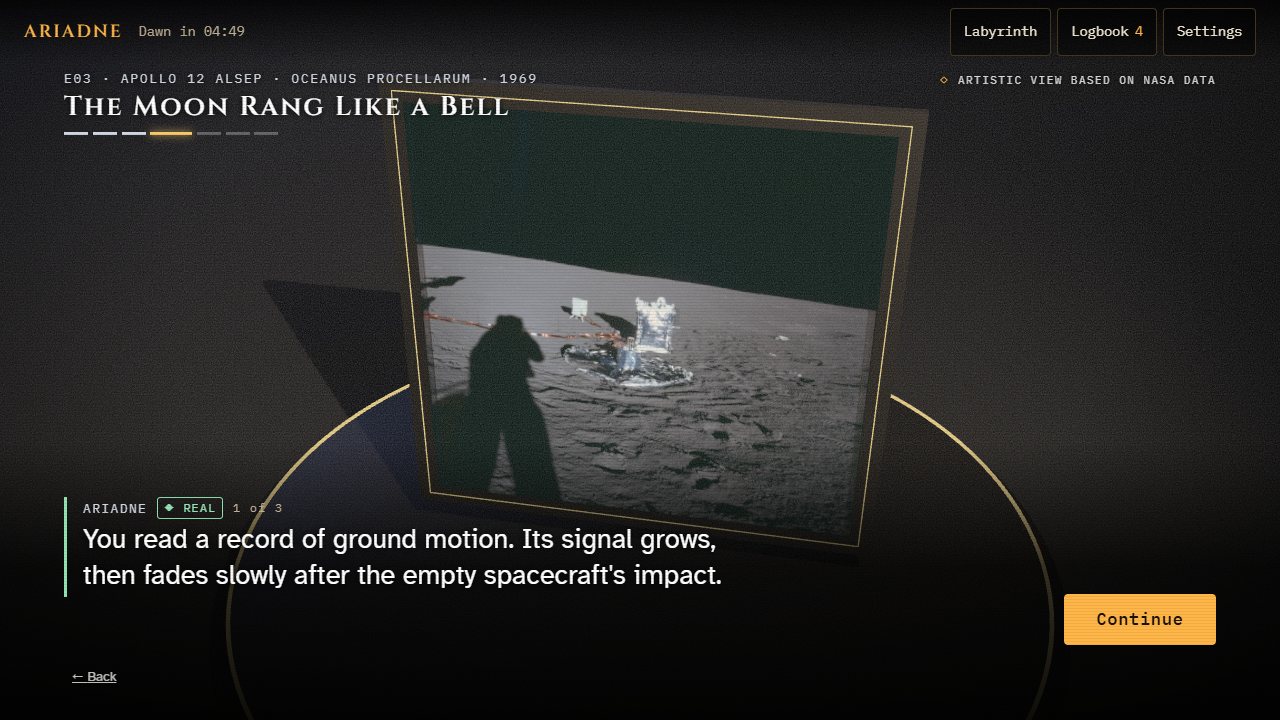 ARIADNE Dawn in 04:49
Labyrinth Logbook 4 Settings
E03 · APOLLO 12 ALSEP · OCEANUS PROCELLARUM · 1969
The Moon Rang Like a Bell
◇ ARTISTIC VIEW BASED ON NASA DATA
ARIADNE ◆ REAL 1 of 3
You read a record of ground motion. Its signal grows,
then fades slowly after the empty spacecraft's impact.
Continue
← Back